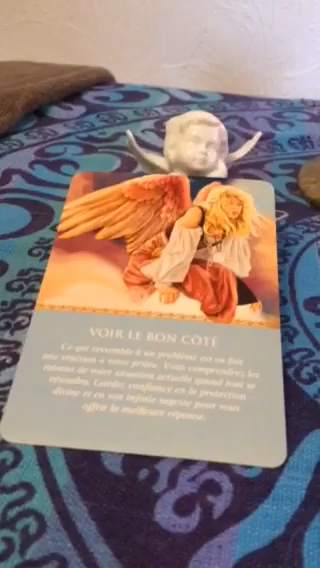 VOIR LE BON CÔTÉ
Ce qui ressemble à un problème est en fait
une réaction à votre prière. Vous comprendrez les
raisons de votre situation actuelle quand tout se
résoudra. Gardez confiance en la protection
divine et en son infinie sagesse pour vous
offrir la meilleure réponse.